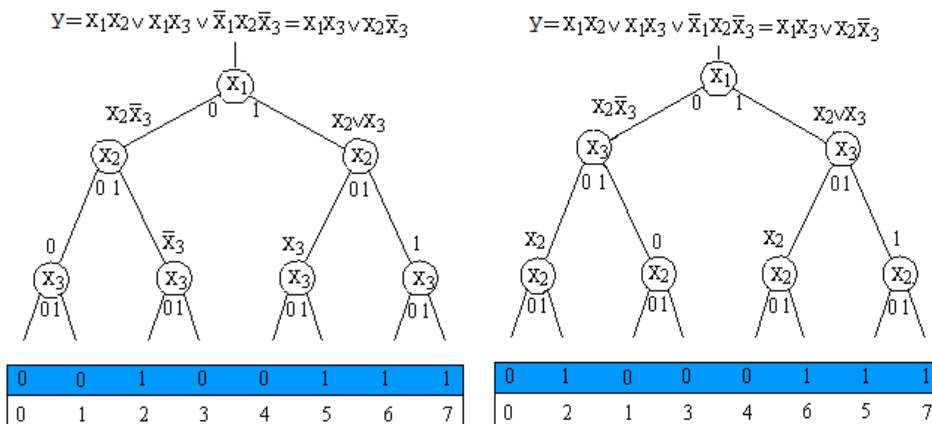 y=x₁x₂∨x₁x₃∨x̄₁x₂x̄₃=x₁x₃∨x₂x̄₃
x₁
0 1
x₂x̄₃ x₂∨x₃
x₂ x₂
0 1 0 1
0 x̄₃ x₃ 1
x₃ x₃ x₃ x₃
0 1 0 1 0 1 0 1
0 0 1 0 0 1 1 1
0 1 2 3 4 5 6 7
y=x₁x₂∨x₁x₃∨x̄₁x₂x̄₃=x₁x₃∨x₂x̄₃
x₁
0 1
x₂x̄₃ x₂∨x₃
x₃ x₃
0 1 0 1
x₂ 0 x₂ 1
x₂ x₂ x₂ x₂
0 1 0 1 0 1 0 1
0 1 0 0 0 1 1 1
0 2 1 3 4 6 5 7